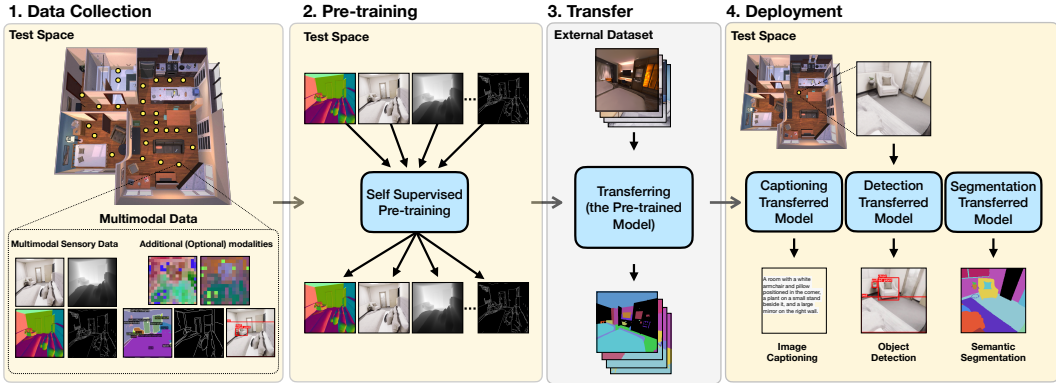 1. Data Collection
Test Space
Multimodal Data
Multimodal Sensory Data
Additional (Optional) modalities
2. Pre-training
Test Space
...
Self Supervised
Pre-training
...
3. Transfer
External Dataset
Transferring
(the Pre-trained
Model)
4. Deployment
Test Space
Captioning
Transferred
Model
Detection
Transferred
Model
Segmentation
Transferred
Model
A room with a white
armchair and pillow
positioned in the corner,
a plant on a small stand
beside it, and a large
mirror on the right wall.
Image
Captioning
Object
Detection
Semantic
Segmentation